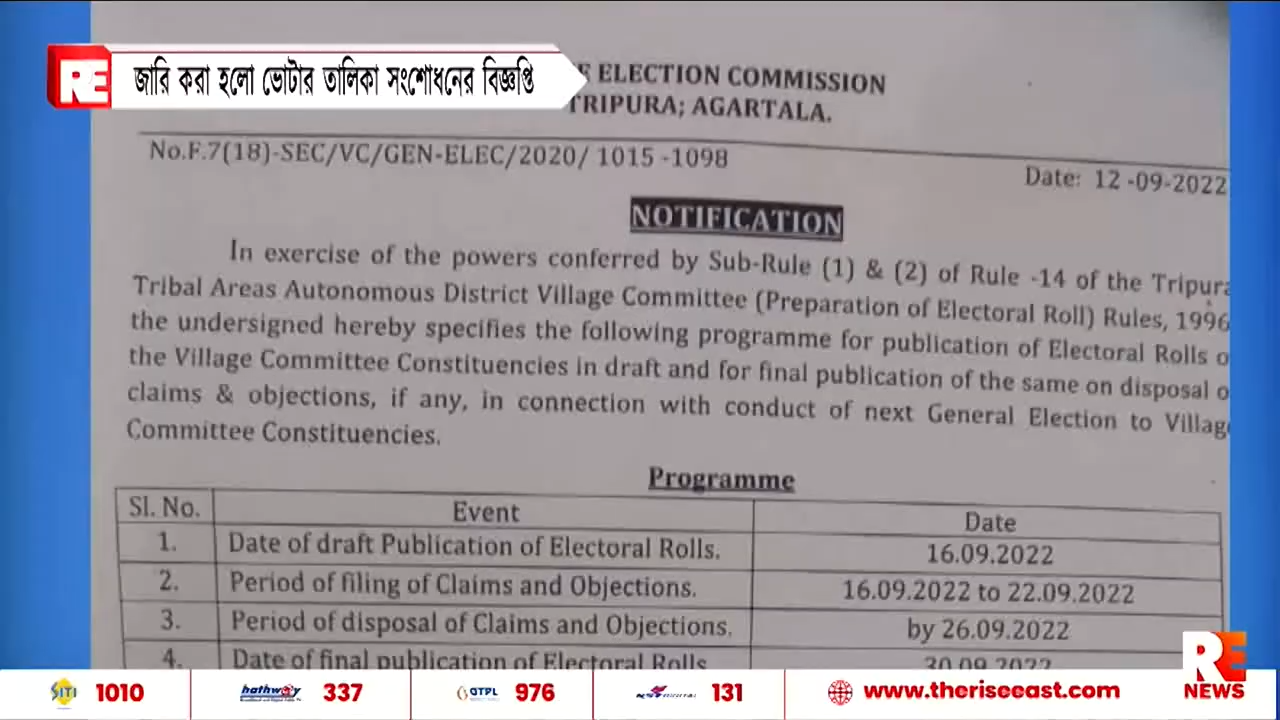 RE জারি করা হলো ভোটার তালিকা সংশোধনের বিজ্ঞপ্তি
E ELECTION COMMISSION
TRIPURA; AGARTALA.
No.F.7(18)-SEC/VC/GEN-ELEC/2020/ 1015 -1098
Date: 12 -09-2022
NOTIFICATION
In exercise of the powers conferred by Sub-Rule (1) & (2) of Rule -14 of the Tripura
Tribal Areas Autonomous District Village Committee (Preparation of Electoral Roll) Rules, 1996
the undersigned hereby specifies the following programme for publication of Electoral Rolls o
the Village Committee Constituencies in draft and for final publication of the same on disposal o
claims & objections, if any, in connection with conduct of next General Election to Villag
Committee Constituencies.
Programme
Sl. No. Event Date
1. Date of draft Publication of Electoral Rolls. 16.09.2022
2. Period of filing of Claims and Objections. 16.09.2022 to 22.09.2022
3. Period of disposal of Claims and Objections. by 26.09.2022
4. Date of final publication of Electoral Rolls 30.09.2022
RE
NEWS
SITI 1010 hathway 337 GTPL 976 131 www.theriseeast.com